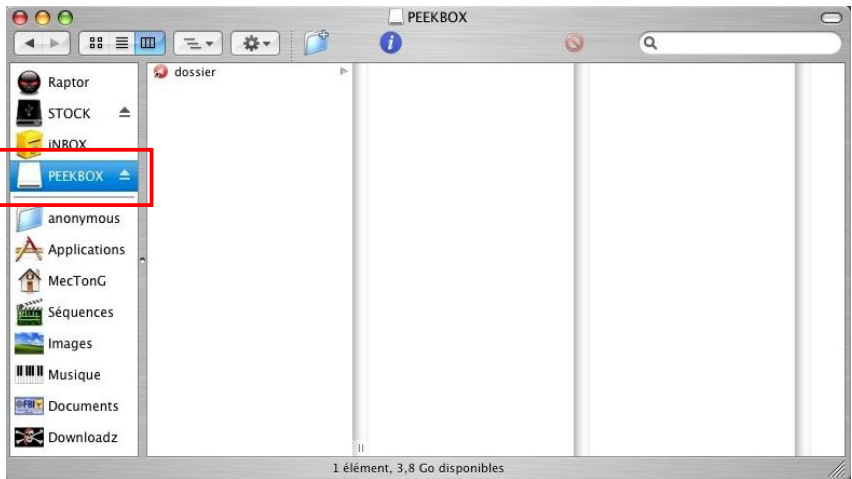 PEEKBOX
Raptor
dossier
STOCK
iNBOX
PEEKBOX
anonymous
Applications
MecTonG
Séquences
Images
Musique
Documents
Downloadz
1 élément, 3,8 Go disponibles